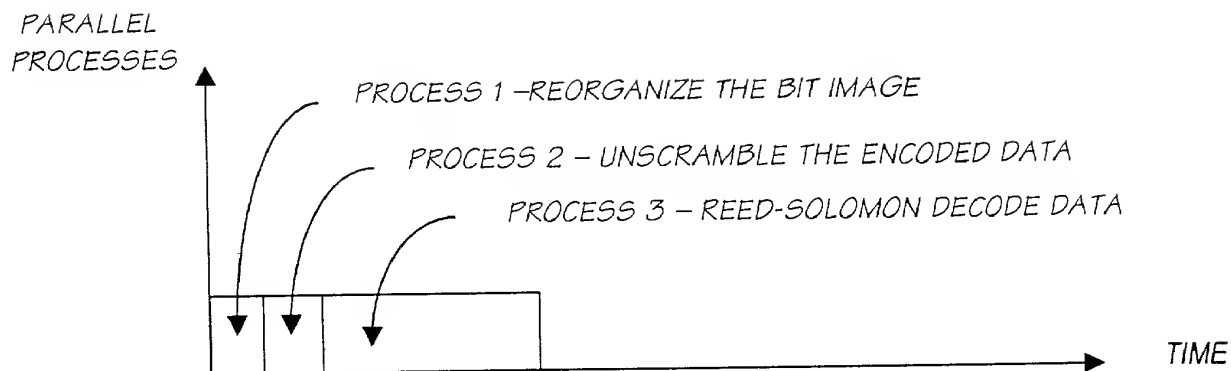 PARALLEL
PROCESSES
PROCESS 1 –REORGANIZE THE BIT IMAGE
PROCESS 2 – UNSCRAMBLE THE ENCODED DATA
PROCESS 3 – REED-SOLOMON DECODE DATA
TIME